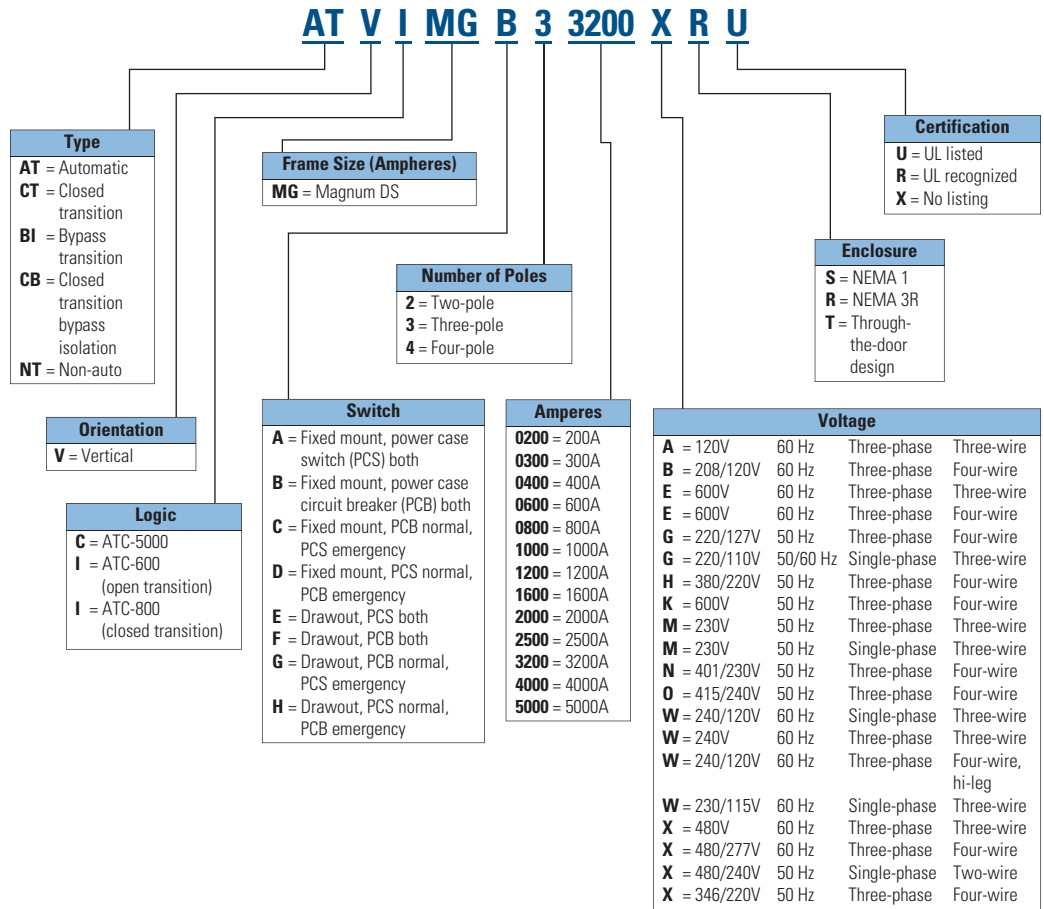 AT V I MG B 3 3200 X R U
Type
AT = Automatic
CT = Closed
transition
BI = Bypass
transition
CB = Closed
transition
bypass
isolation
NT = Non-auto
Orientation
V = Vertical
Logic
C = ATC-5000
I = ATC-600
(open transition)
I = ATC-800
(closed transition)
Frame Size (Ampheres)
MG = Magnum DS
Switch
A = Fixed mount, power case
switch (PCS) both
B = Fixed mount, power case
circuit breaker (PCB) both
C = Fixed mount, PCB normal,
PCS emergency
D = Fixed mount, PCS normal,
PCB emergency
E = Drawout, PCS both
F = Drawout, PCB both
G = Drawout, PCB normal,
PCS emergency
H = Drawout, PCS normal,
PCB emergency
Number of Poles
2 = Two-pole
3 = Three-pole
4 = Four-pole
Amperes
0200 = 200A
0300 = 300A
0400 = 400A
0600 = 600A
0800 = 800A
1000 = 1000A
1200 = 1200A
1600 = 1600A
2000 = 2000A
2500 = 2500A
3200 = 3200A
4000 = 4000A
5000 = 5000A
Voltage
A = 120V 60 Hz Three-phase Three-wire
B = 208/120V 60 Hz Three-phase Four-wire
E = 600V 60 Hz Three-phase Three-wire
E = 600V 60 Hz Three-phase Four-wire
G = 220/127V 50 Hz Three-phase Four-wire
G = 220/110V 50/60 Hz Single-phase Three-wire
H = 380/220V 50 Hz Three-phase Four-wire
K = 600V 50 Hz Three-phase Four-wire
M = 230V 50 Hz Three-phase Three-wire
M = 230V 50 Hz Single-phase Three-wire
N = 401/230V 50 Hz Three-phase Four-wire
O = 415/240V 50 Hz Three-phase Four-wire
W = 240/120V 60 Hz Single-phase Three-wire
W = 240V 60 Hz Three-phase Three-wire
W = 240/120V 60 Hz Three-phase Four-wire,
hi-leg
W = 230/115V 60 Hz Single-phase Three-wire
X = 480V 60 Hz Three-phase Three-wire
X = 480/277V 60 Hz Three-phase Four-wire
X = 480/240V 50 Hz Single-phase Two-wire
X = 346/220V 50 Hz Three-phase Four-wire
Enclosure
S = NEMA 1
R = NEMA 3R
T = Through-
the-door
design
Certification
U = UL listed
R = UL recognized
X = No listing